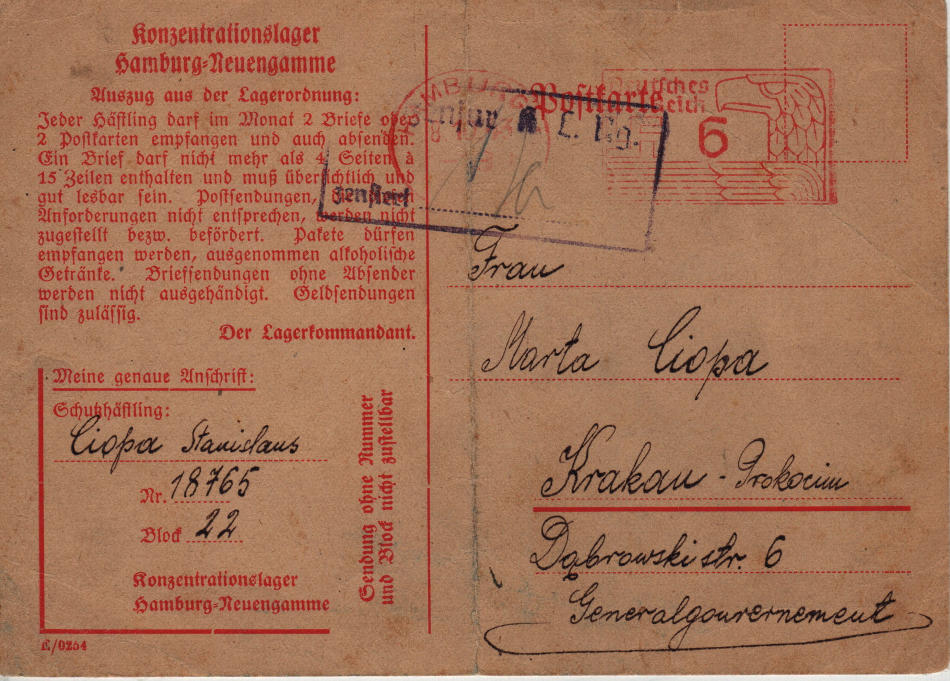 Konzentrationslager
Hamburg-Neuengamme
Auszug aus der Lagerordnung:
Jeder Häftling darf im Monat 2 Briefe oder
2 Postkarten empfangen und auch absenden.
Ein Brief darf nicht mehr als 4 Seiten à
15 Zeilen enthalten und muß übersichtlich und
gut lesbar sein. Postsendungen,
Anforderungen nicht entsprechen, werden nicht
zugestellt bezw. befördert. Pakete dürfen
empfangen werden, ausgenommen alkoholische
Getränke. Briefsendungen ohne Absender
werden nicht ausgehändigt. Geldsendungen
sind zulässig.
Der Lagerkommandant.
Meine genaue Anschrift:
Schutzhäftling:
Ciopa Stanislaus
Nr. 18765
Block 22
Konzentrationslager
Hamburg-Neuengamme
Sendung ohne Nummer
und Block nicht zustellbar
E/0254
Postkarte
Deutsches
Reich
6
HAMBURG
Zensur K. L. Ng.
Frau
Marta Ciopa
Krakau - Prokocim
Dąbrowskistr. 6
Generalgouvernement